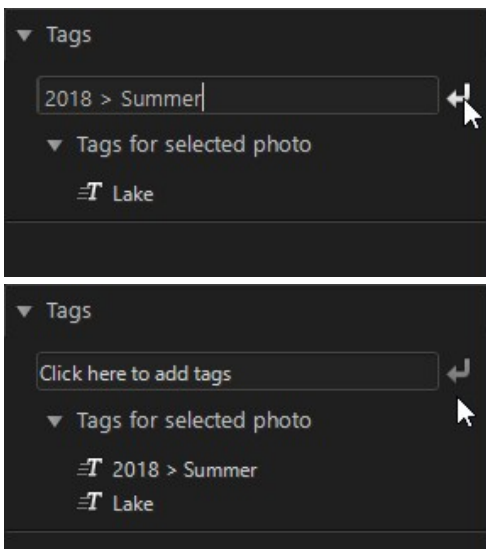 Tags
2018 > Summer
Tags for selected photo
Lake
Tags
Click here to add tags
Tags for selected photo
2018 > Summer
Lake